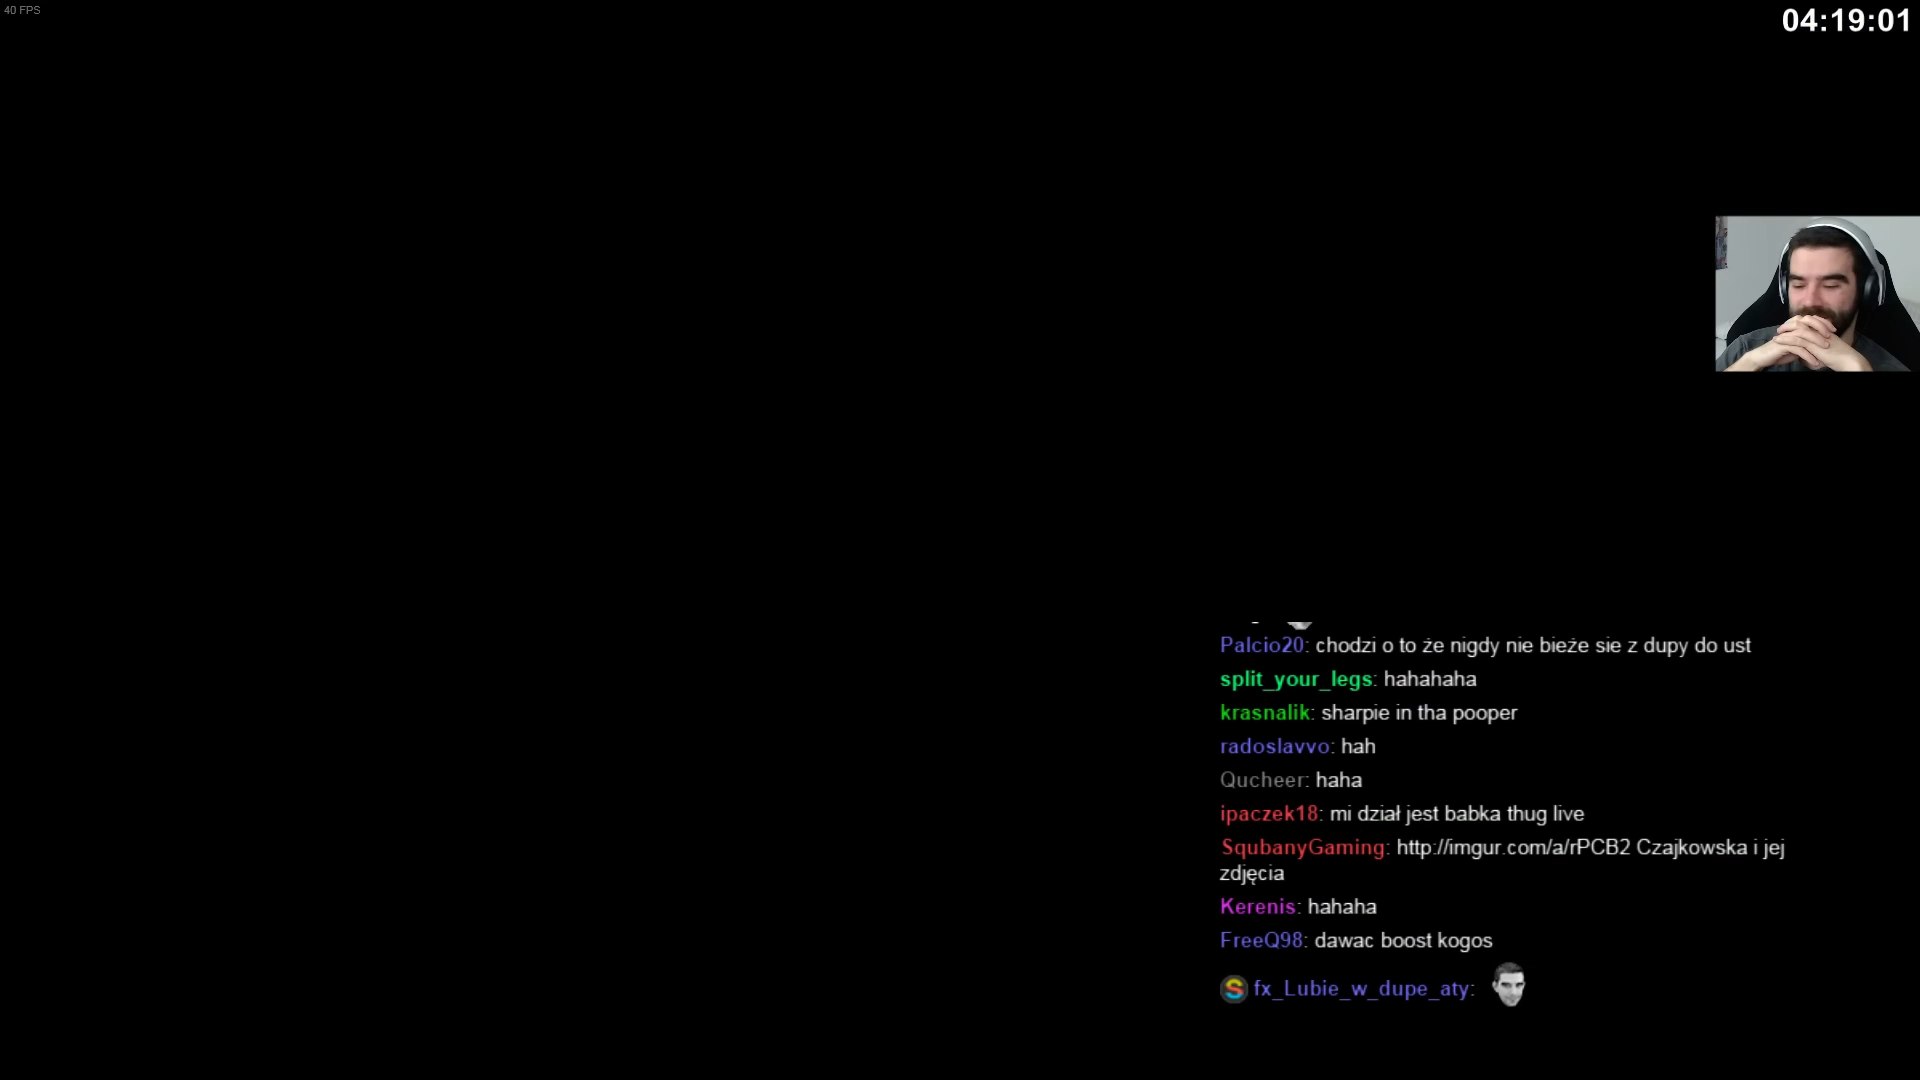 40 FPS
04:19:01
Palcio20: chodzi o to że nigdy nie bieże sie z dupy do ust
split_your_legs: hahahaha
krasnalik: sharpie in tha pooper
radoslavvo: hah
Qucheer: haha
ipaczek18: mi dział jest babka thug live
SqubanyGaming: http://imgur.com/a/rPCB2 Czajkowska i jej
zdjęcia
Kerenis: hahaha
FreeQ98: dawac boost kogos
S fx_Lubie_w_dupe_aty: